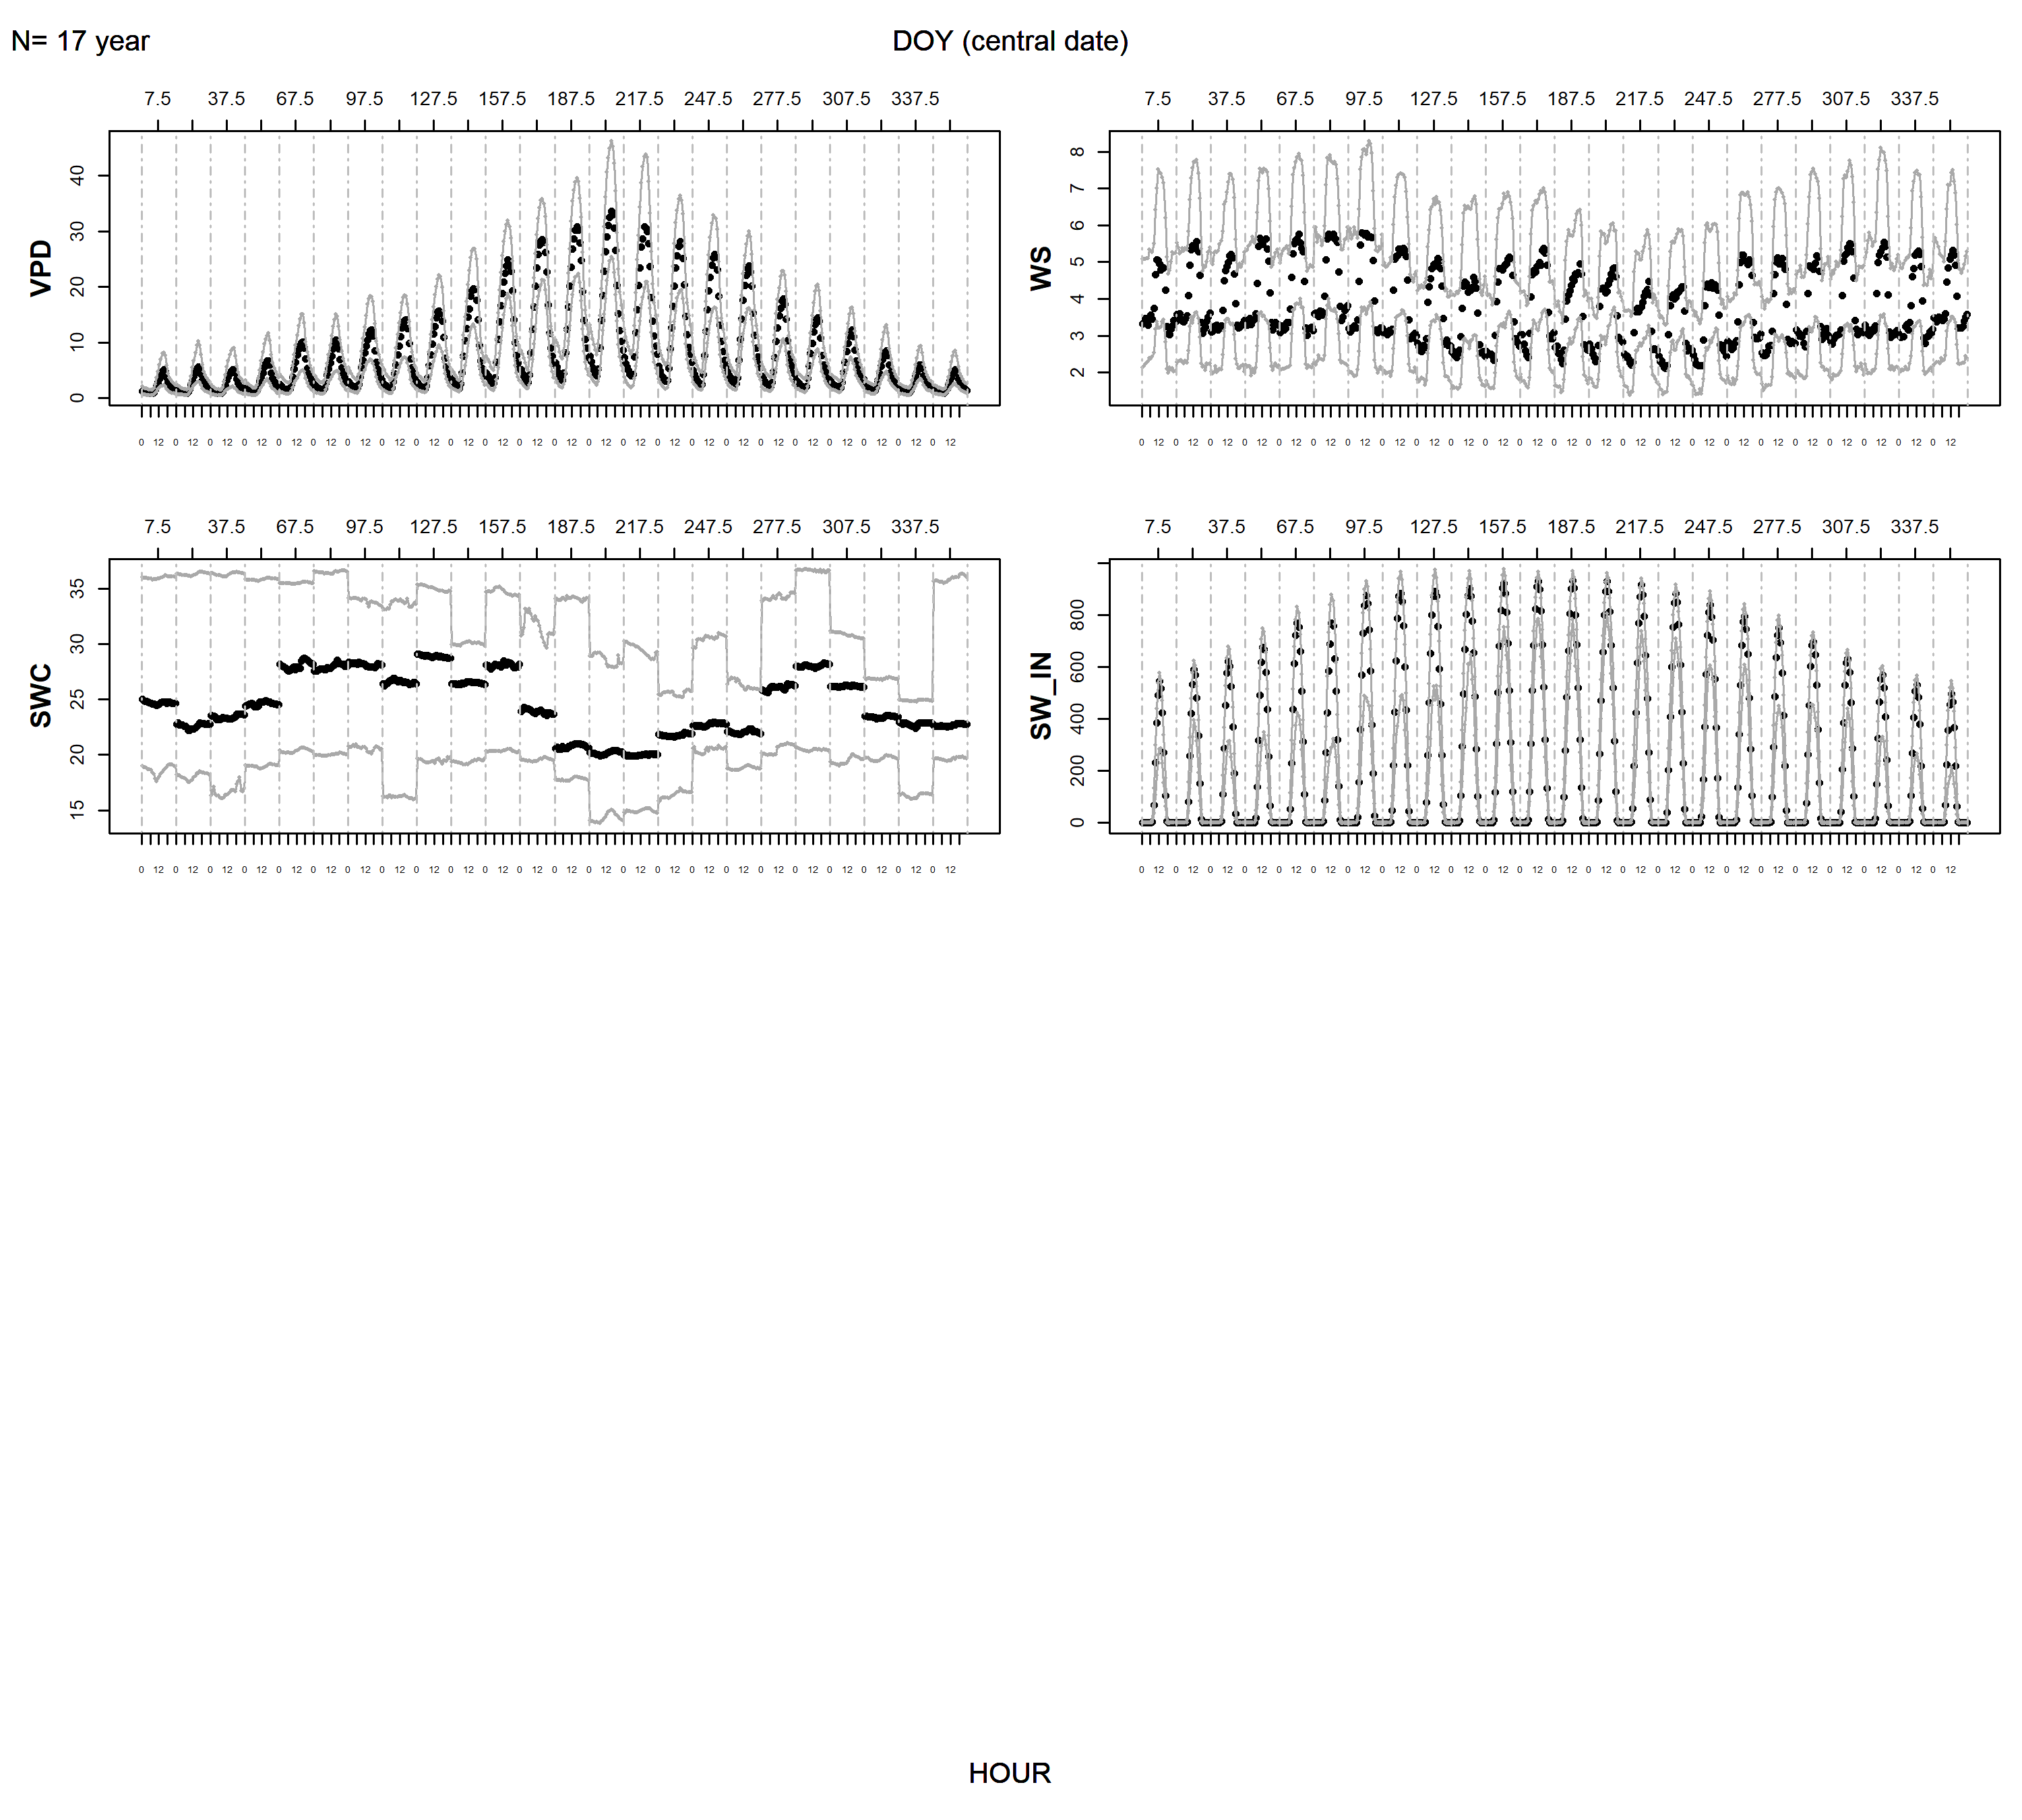 N= 17 year
DOY (central date)
7.5 37.5 67.5 97.5 127.5 157.5 187.5 217.5 247.5 277.5 307.5 337.5
VPD
0 10 20 30 40
0 12 0 12 0 12 0 12 0 12 0 12 0 12 0 12 0 12 0 12 0 12 0 12 0 12 0 12 0 12 0 12 0 12 0 12 0 12 0 12 0 12 0 12 0 12 0 12
7.5 37.5 67.5 97.5 127.5 157.5 187.5 217.5 247.5 277.5 307.5 337.5
WS
2 3 4 5 6 7 8
0 12 0 12 0 12 0 12 0 12 0 12 0 12 0 12 0 12 0 12 0 12 0 12 0 12 0 12 0 12 0 12 0 12 0 12 0 12 0 12 0 12 0 12 0 12 0 12
7.5 37.5 67.5 97.5 127.5 157.5 187.5 217.5 247.5 277.5 307.5 337.5
SWC
15 20 25 30 35
0 12 0 12 0 12 0 12 0 12 0 12 0 12 0 12 0 12 0 12 0 12 0 12 0 12 0 12 0 12 0 12 0 12 0 12 0 12 0 12 0 12 0 12 0 12 0 12
7.5 37.5 67.5 97.5 127.5 157.5 187.5 217.5 247.5 277.5 307.5 337.5
SW_IN
0 200 400 600 800
0 12 0 12 0 12 0 12 0 12 0 12 0 12 0 12 0 12 0 12 0 12 0 12 0 12 0 12 0 12 0 12 0 12 0 12 0 12 0 12 0 12 0 12 0 12 0 12
HOUR